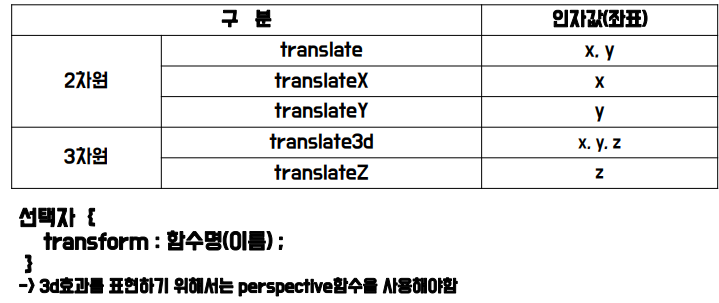 구 분 인자값(좌표)
2차원 translate x, y
translateX x
translateY y
3차원 translate3d x, y, z
translateZ z
선택자 {
transform : 함수명(이름) ;
}
-> 3d효과를 표현하기 위해서는 perspective함수을 사용해야함